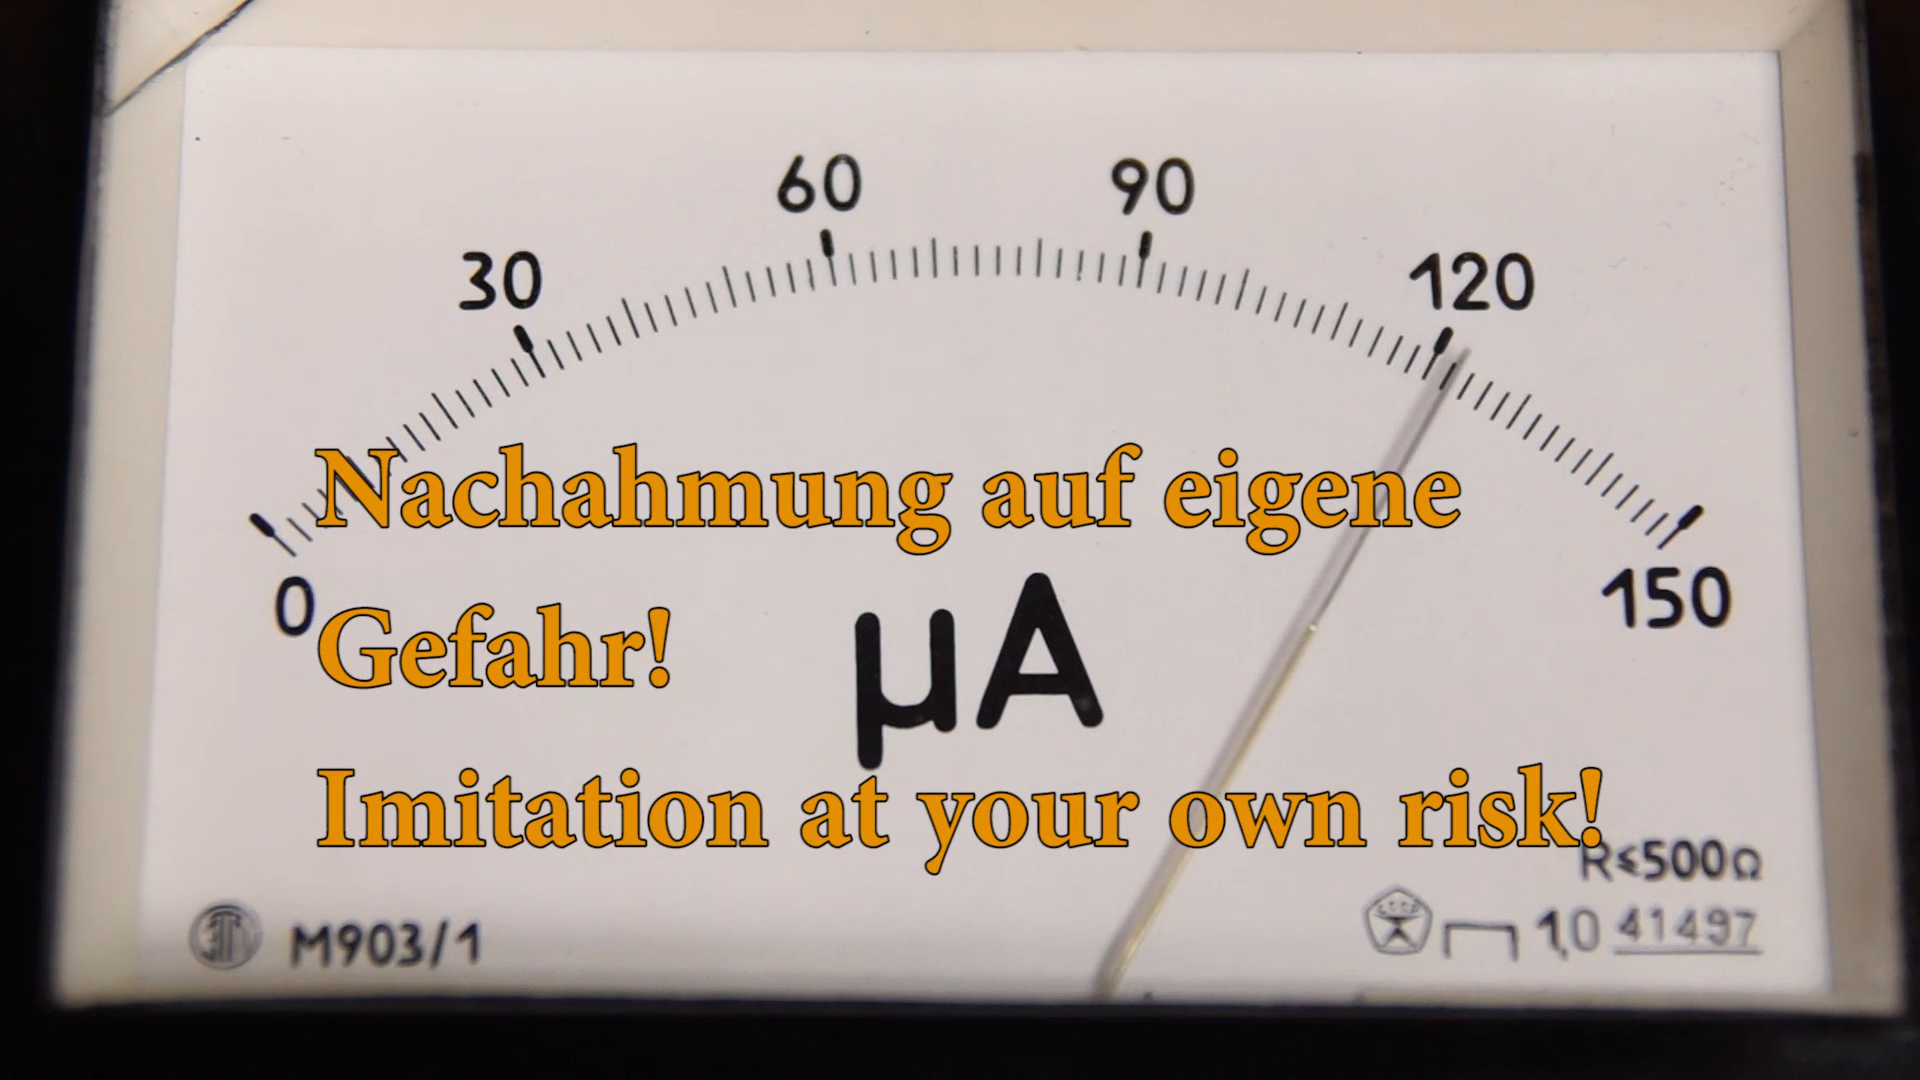 60 90
30 120
0 150
Nachahmung auf eigene
Gefahr!
µA
Imitation at your own risk!
R≤500Ω
M903/1
СССР
1,0 41497